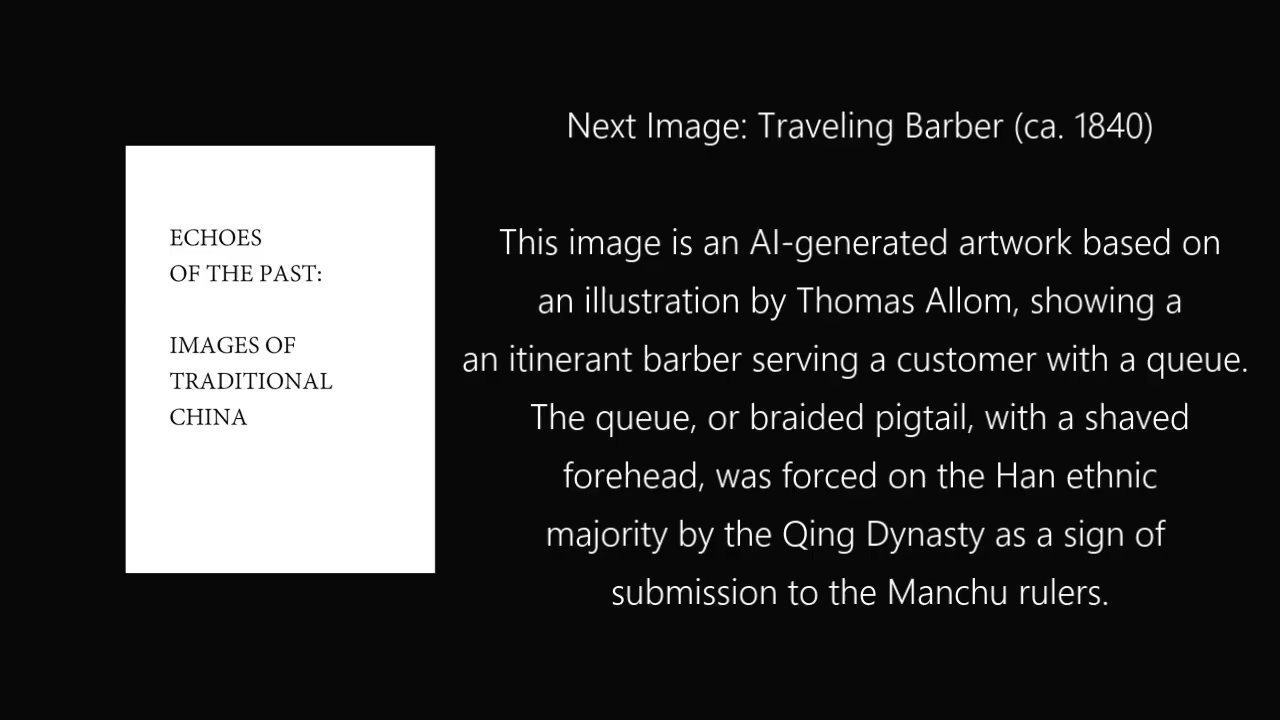 ECHOES
OF THE PAST:
IMAGES OF
TRADITIONAL
CHINA
Next Image: Traveling Barber (ca. 1840)
This image is an AI-generated artwork based on
an illustration by Thomas Allom, showing a
an itinerant barber serving a customer with a queue.
The queue, or braided pigtail, with a shaved
forehead, was forced on the Han ethnic
majority by the Qing Dynasty as a sign of
submission to the Manchu rulers.